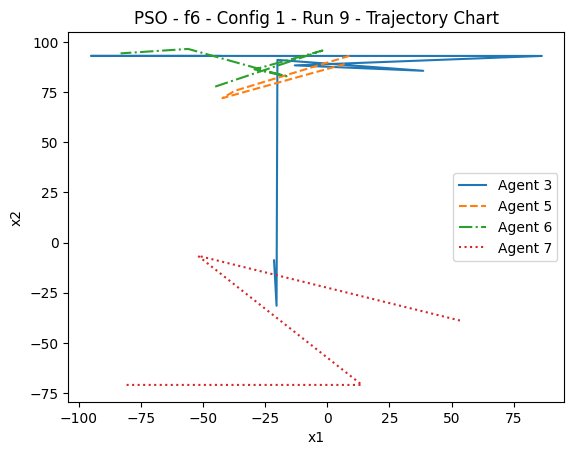 PSO - f6 - Config 1 - Run 9 - Trajectory Chart
100
75
50
25
0
-25
-50
-75
x2
Agent 3
Agent 5
Agent 6
Agent 7
-100 -75 -50 -25 0 25 50 75
x1